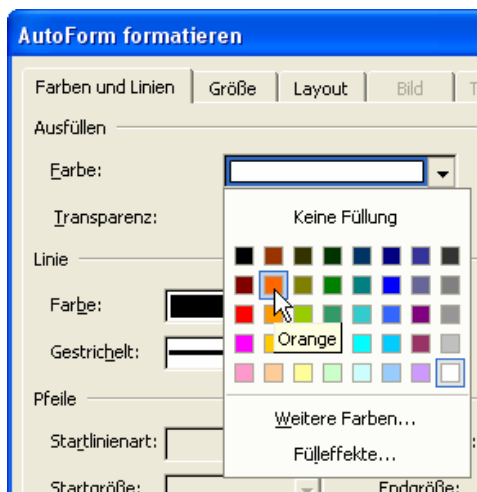 AutoForm formatieren
Farben und Linien Größe Layout Bild
Ausfüllen
Farbe:
Transparenz:
Keine Füllung
Linie
Farbe:
Orange
Gestrichelt:
Pfeile
Weitere Farben...
Startlinienart:
Fülleffekte...
Startgröße: Endgröße: